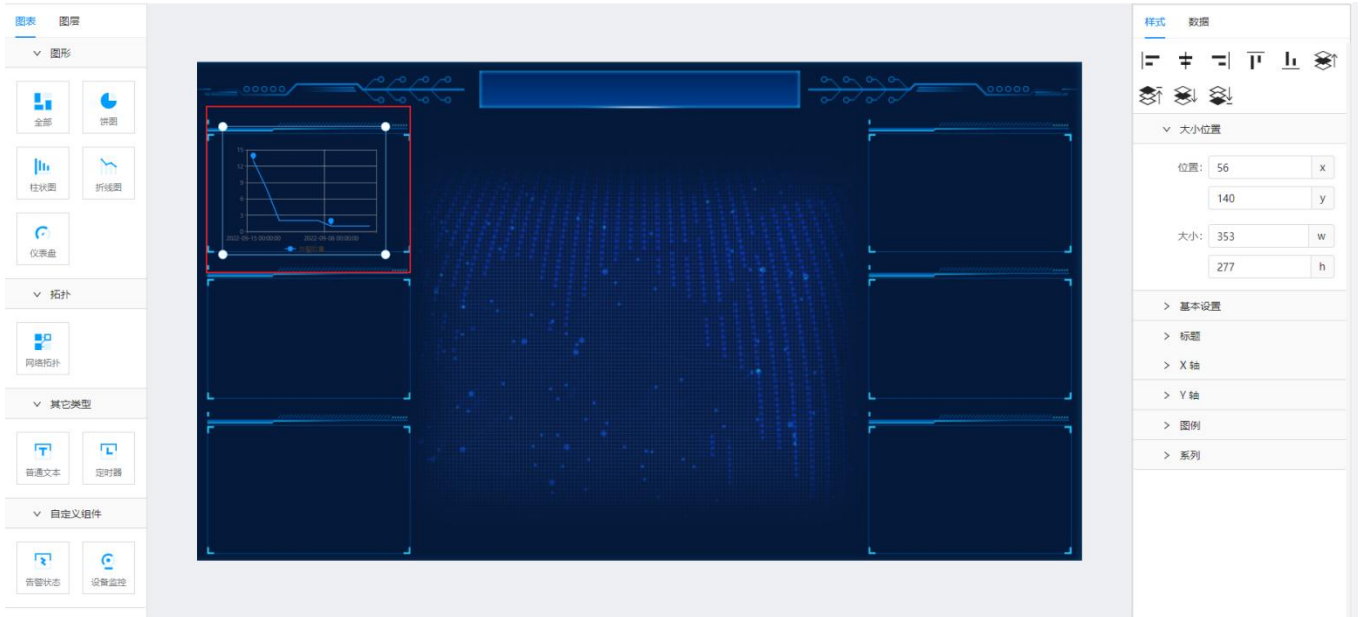 图表 图层
图形
全部 饼图
柱状图 折线图
仪表盘
拓扑
网络拓扑
其它类型
普通文本 定时器
自定义组件
告警状态 设备监控
15
12
9
6
3
0
2022-09-15 00:00:00 2022-09-08 00:00:00
样式 数据
大小位置
位置: 56 x
140 y
大小: 353 w
277 h
基本设置
标题
X 轴
Y 轴
图例
系列